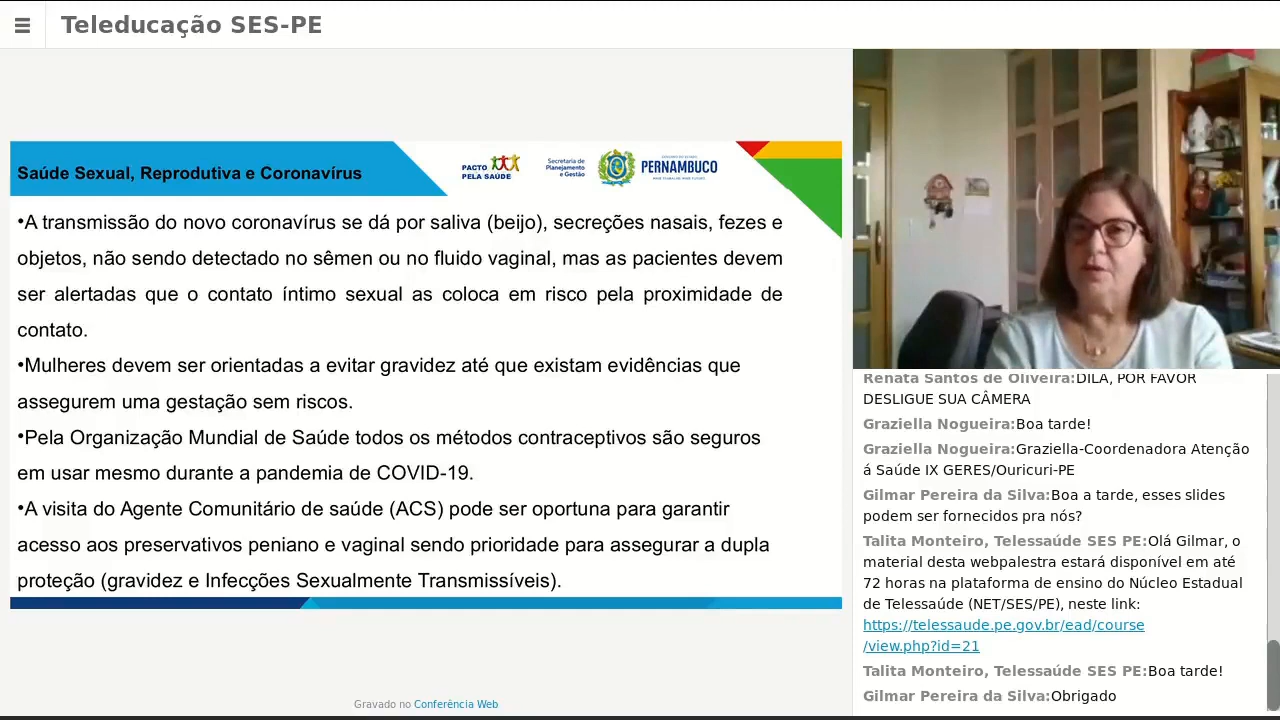 Teleducação SES-PE
Saúde Sexual, Reprodutiva e Coronavírus
PACTO
PELA SAÚDE
Secretaria de
Planejamento
e Gestão
PERNAMBUCO
•A transmissão do novo coronavírus se dá por saliva (beijo), secreções nasais, fezes e
objetos, não sendo detectado no sêmen ou no fluido vaginal, mas as pacientes devem
ser alertadas que o contato íntimo sexual as coloca em risco pela proximidade de
contato.
•Mulheres devem ser orientadas a evitar gravidez até que existam evidências que
assegurem uma gestação sem riscos.
•Pela Organização Mundial de Saúde todos os métodos contraceptivos são seguros
em usar mesmo durante a pandemia de COVID-19.
•A visita do Agente Comunitário de saúde (ACS) pode ser oportuna para garantir
acesso aos preservativos peniano e vaginal sendo prioridade para assegurar a dupla
proteção (gravidez e Infecções Sexualmente Transmissíveis).
Gravado no Conferència Web
Renata Santos de Oliveira:DILA, POR FAVOR
DESLIGUE SUA CÂMERA
Graziella Nogueira:Boa tarde!
Graziella Nogueira:Graziella-Coordenadora Atenção
á Saúde IX GERES/Ouricuri-PE
Gilmar Pereira da Silva:Boa a tarde, esses slides
podem ser fornecidos pra nós?
Talita Monteiro, Telessaúde SES PE:Olá Gilmar, o
material desta webpalestra estará disponível em até
72 horas na plataforma de ensino do Núcleo Estadual
de Telessaúde (NET/SES/PE), neste link:
https://telessaude.pe.gov.br/ead/course
/view.php?id=21
Talita Monteiro, Telessaúde SES PE:Boa tarde!
Gilmar Pereira da Silva:Obrigado